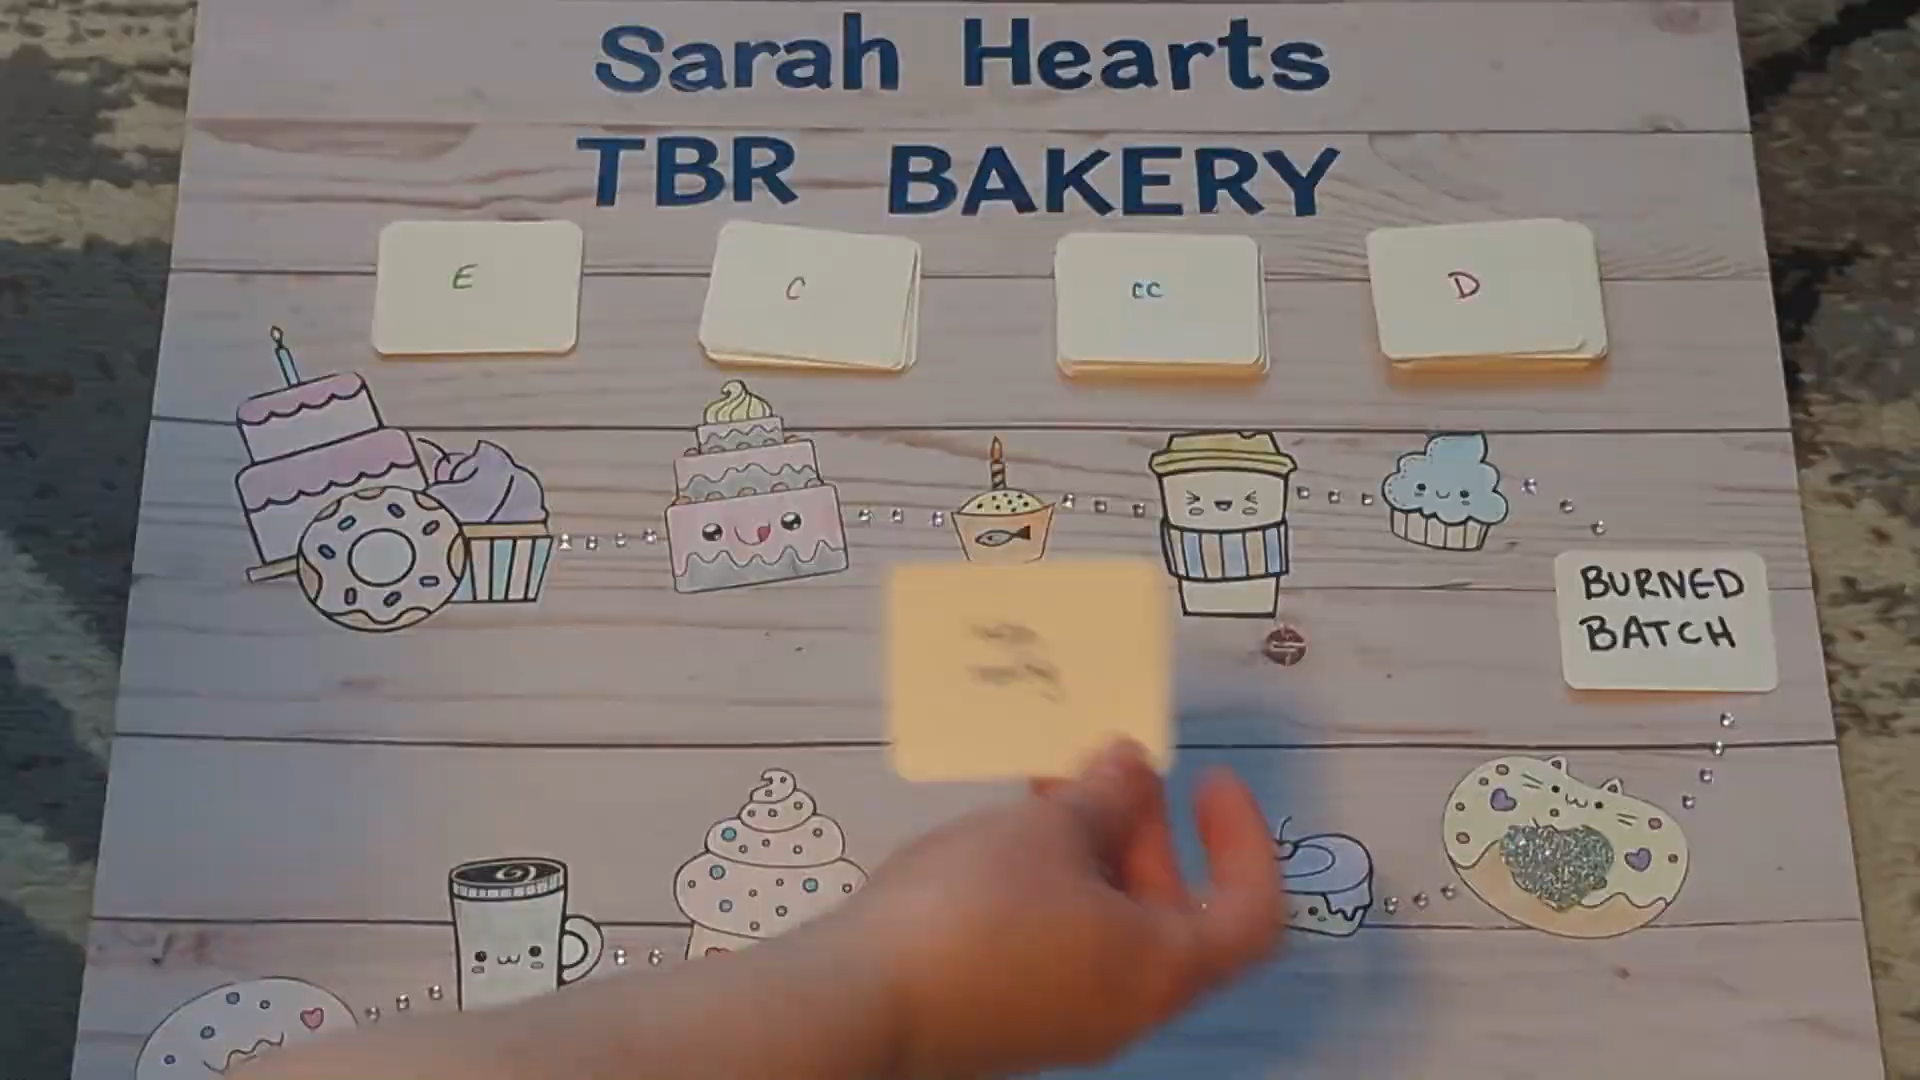 Sarah Hearts
TBR BAKERY
E
C
CC
D
BURNED
BATCH